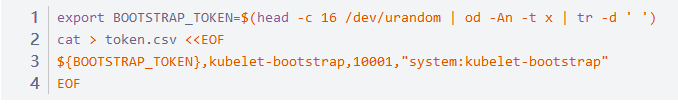 1 export BOOTSTRAP_TOKEN=$(head -c 16 /dev/urandom | od -An -t x | tr -d ' ')
2 cat > token.csv <<EOF
3 ${BOOTSTRAP_TOKEN},kubelet-bootstrap,10001,"system:kubelet-bootstrap"
4 EOF